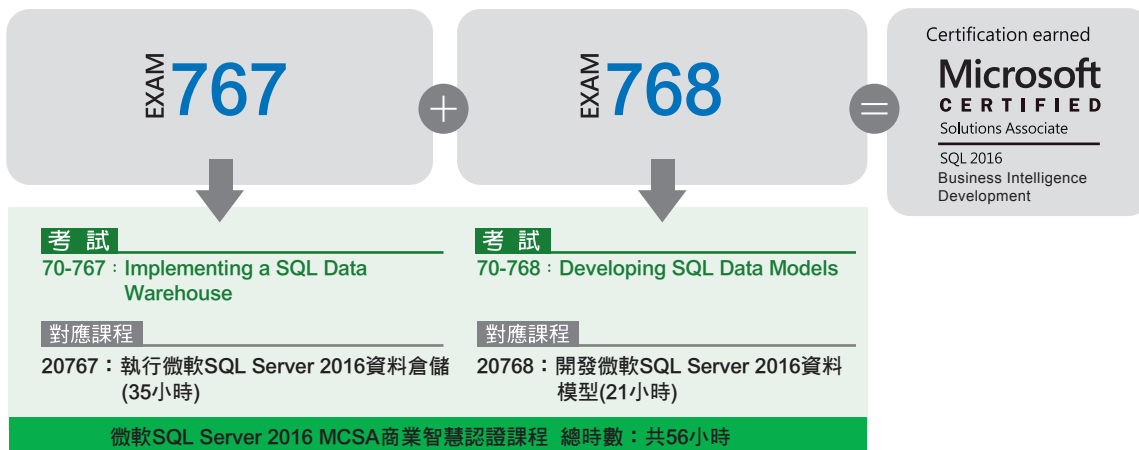 EXAM 767
+
EXAM 768
=
Certification earned
Microsoft
CERTIFIED
Solutions Associate
SQL 2016
Business Intelligence
Development
考 試
70-767：Implementing a SQL Data
Warehouse
對應課程
20767：執行微軟SQL Server 2016資料倉儲
(35小時)
考 試
70-768：Developing SQL Data Models
對應課程
20768：開發微軟SQL Server 2016資料
模型(21小時)
微軟SQL Server 2016 MCSA商業智慧認證課程 總時數：共56小時